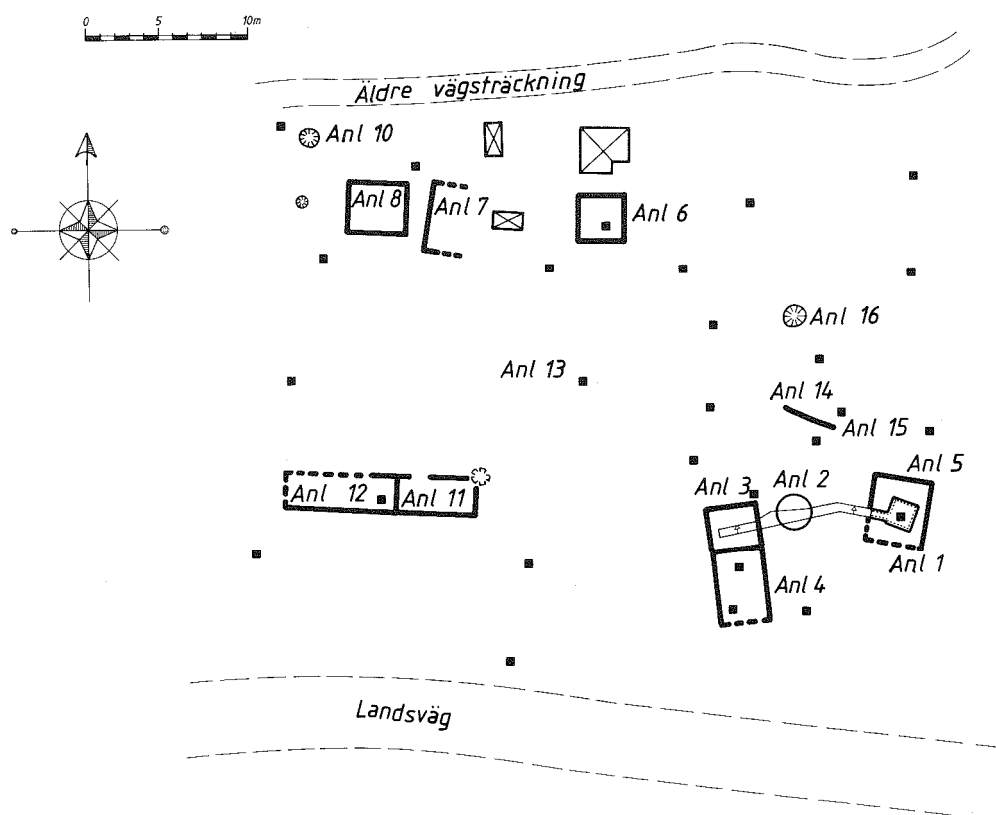 0 5 10m
Äldre vägsträckning
Anl 10
Anl 8
Anl 7
Anl 6
Anl 16
Anl 13
Anl 14
Anl 15
Anl 5
Anl 12
Anl 11
Anl 3
Anl 2
Anl 1
Anl 4
Landsväg